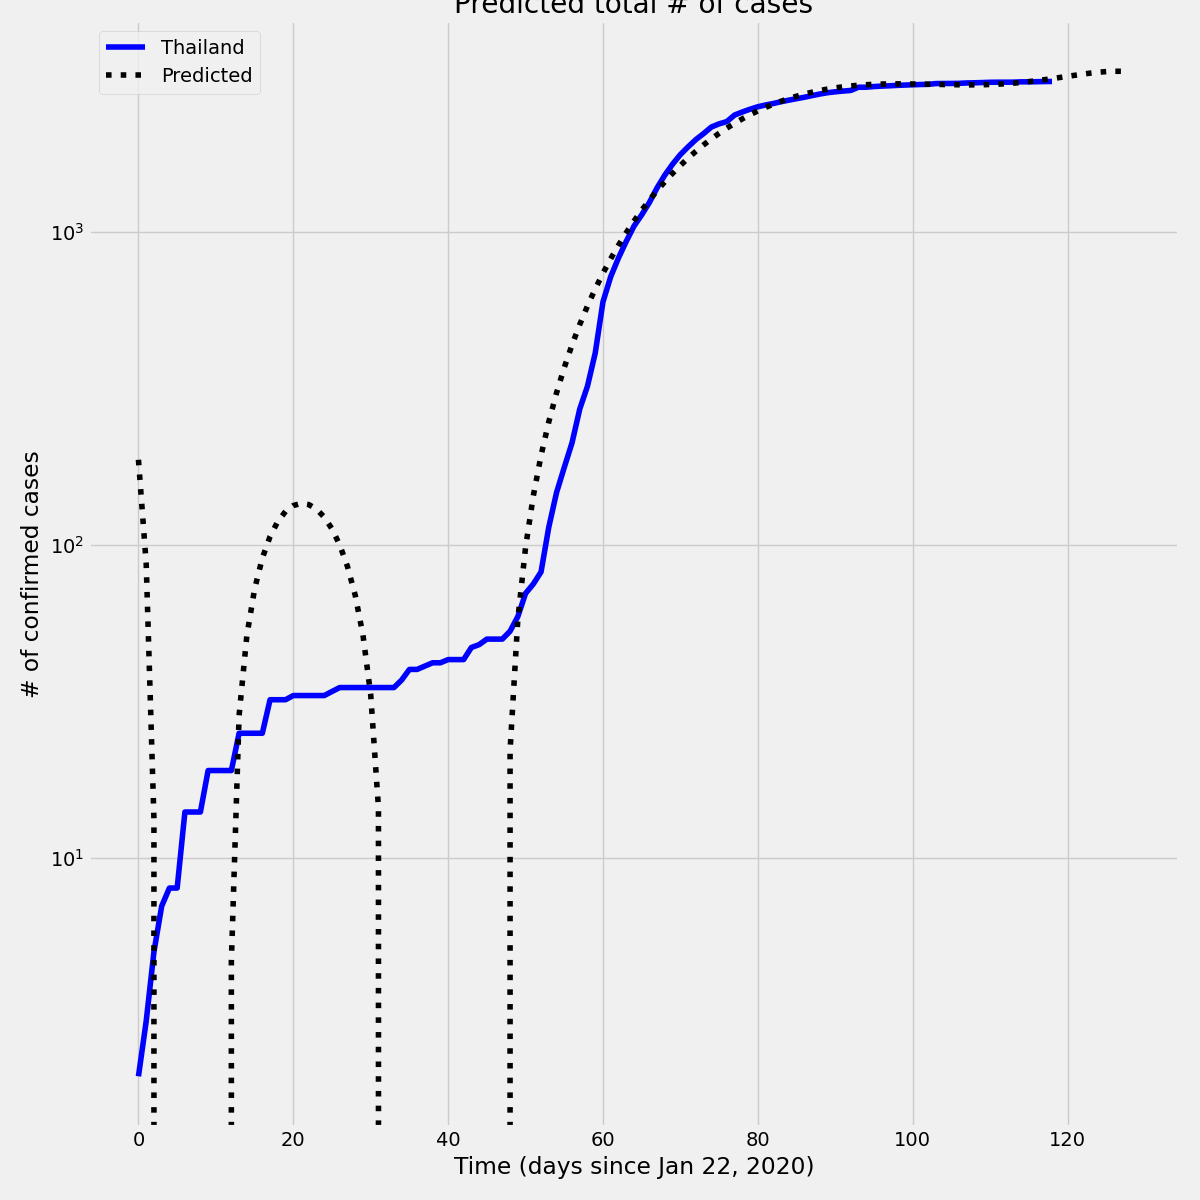 Predicted total # of cases
Thailand
Predicted
10³
10²
10¹
# of confirmed cases
0 20 40 60 80 100 120
Time (days since Jan 22, 2020)